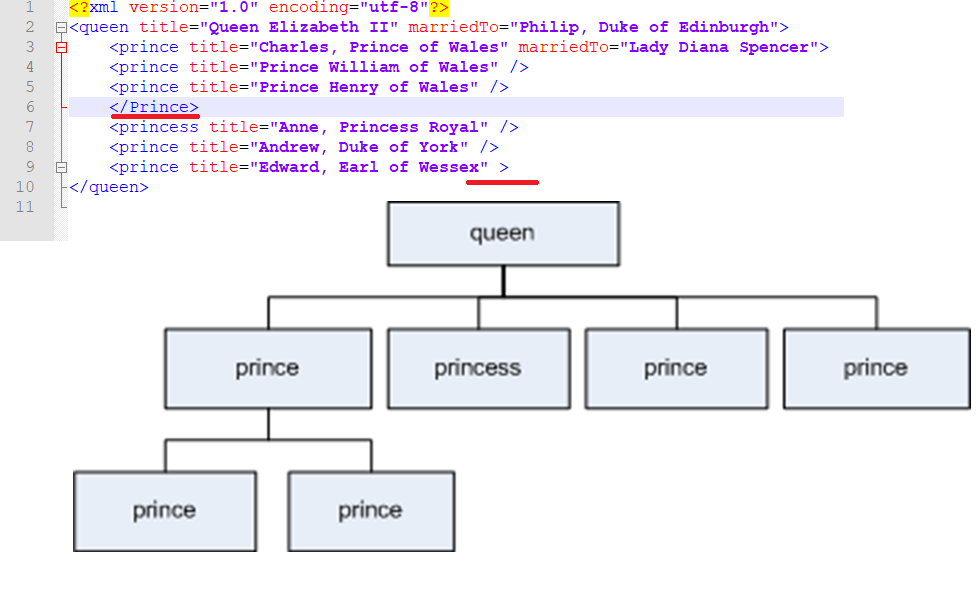 1 <?xml version="1.0" encoding="utf-8"?>
2 <queen title="Queen Elizabeth II" marriedTo="Philip, Duke of Edinburgh">
3 <prince title="Charles, Prince of Wales" marriedTo="Lady Diana Spencer">
4 <prince title="Prince William of Wales" />
5 <prince title="Prince Henry of Wales" />
6 </Prince>
7 <princess title="Anne, Princess Royal" />
8 <prince title="Andrew, Duke of York" />
9 <prince title="Edward, Earl of Wessex" >
10 </queen>
11
queen
prince princess prince prince
prince prince